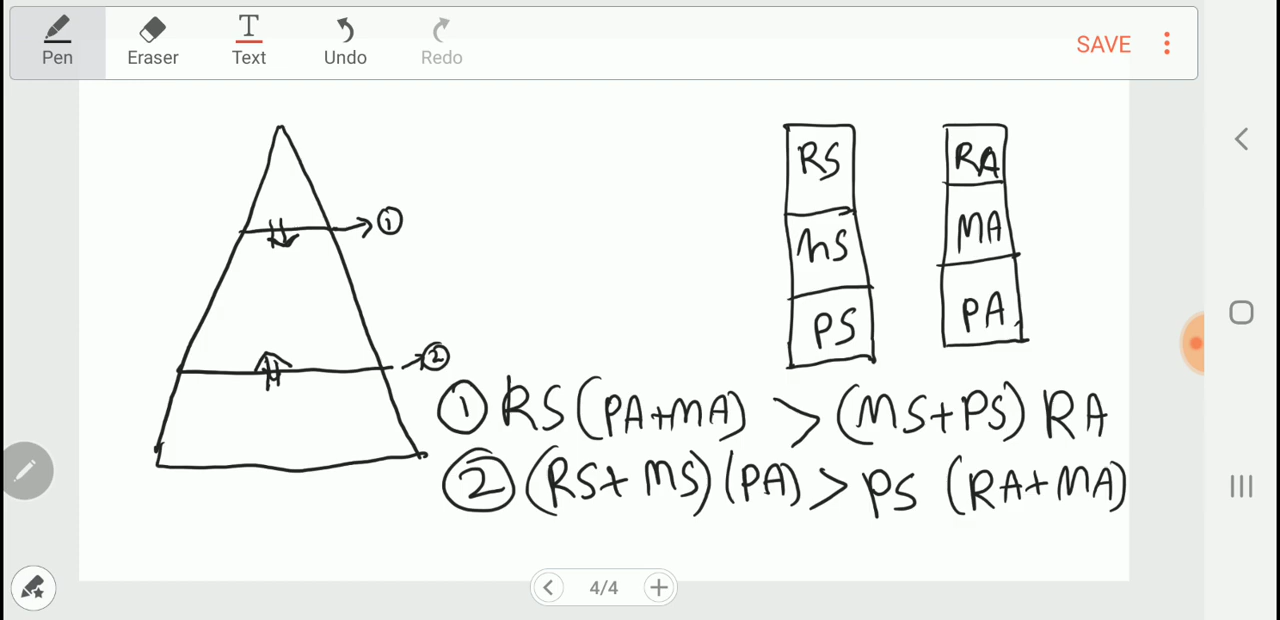 Pen Eraser Text Undo Redo SAVE
RS RA
①
MS MA
PS PA
②
① RS (PA+MA) > (MS+PS) RA
② (RS+MS) (PA) > PS (RA+MA)
4/4